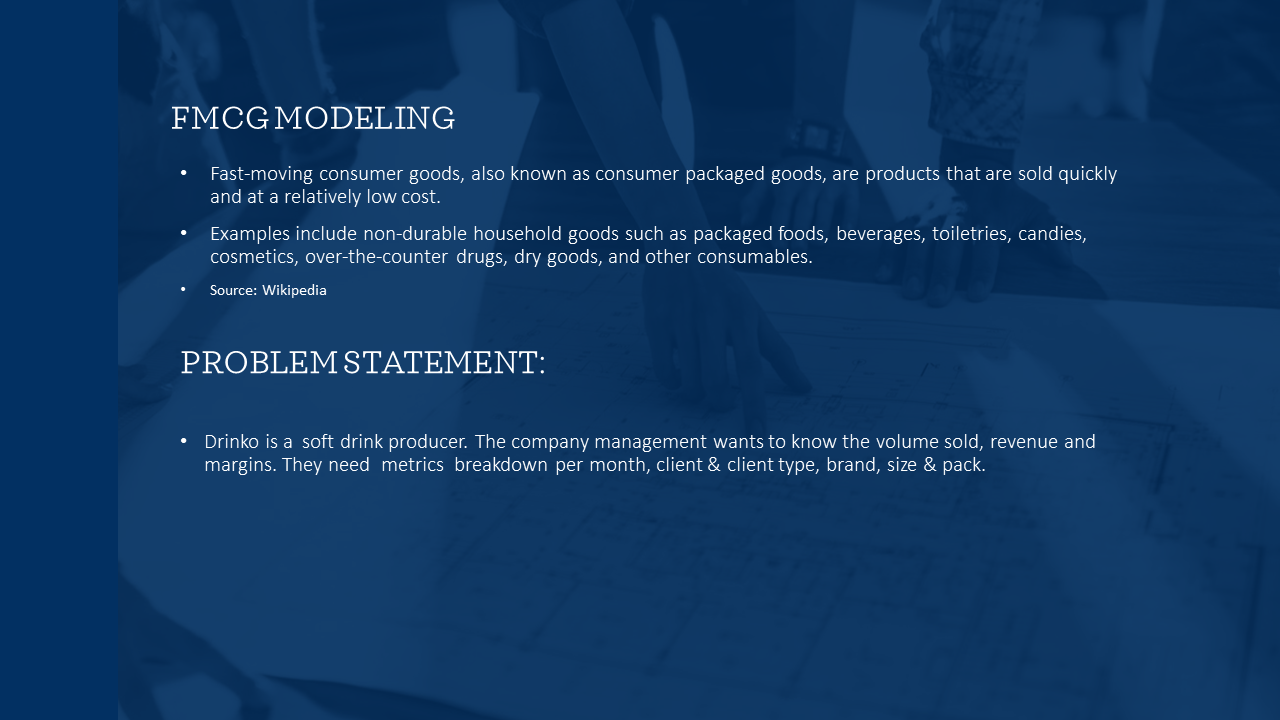 FMCG MODELING
• Fast-moving consumer goods, also known as consumer packaged goods, are products that are sold quickly
and at a relatively low cost.
• Examples include non-durable household goods such as packaged foods, beverages, toiletries, candies,
cosmetics, over-the-counter drugs, dry goods, and other consumables.
• Source: Wikipedia
PROBLEM STATEMENT:
• Drinko is a soft drink producer. The company management wants to know the volume sold, revenue and
margins. They need metrics breakdown per month, client & client type, brand, size & pack.